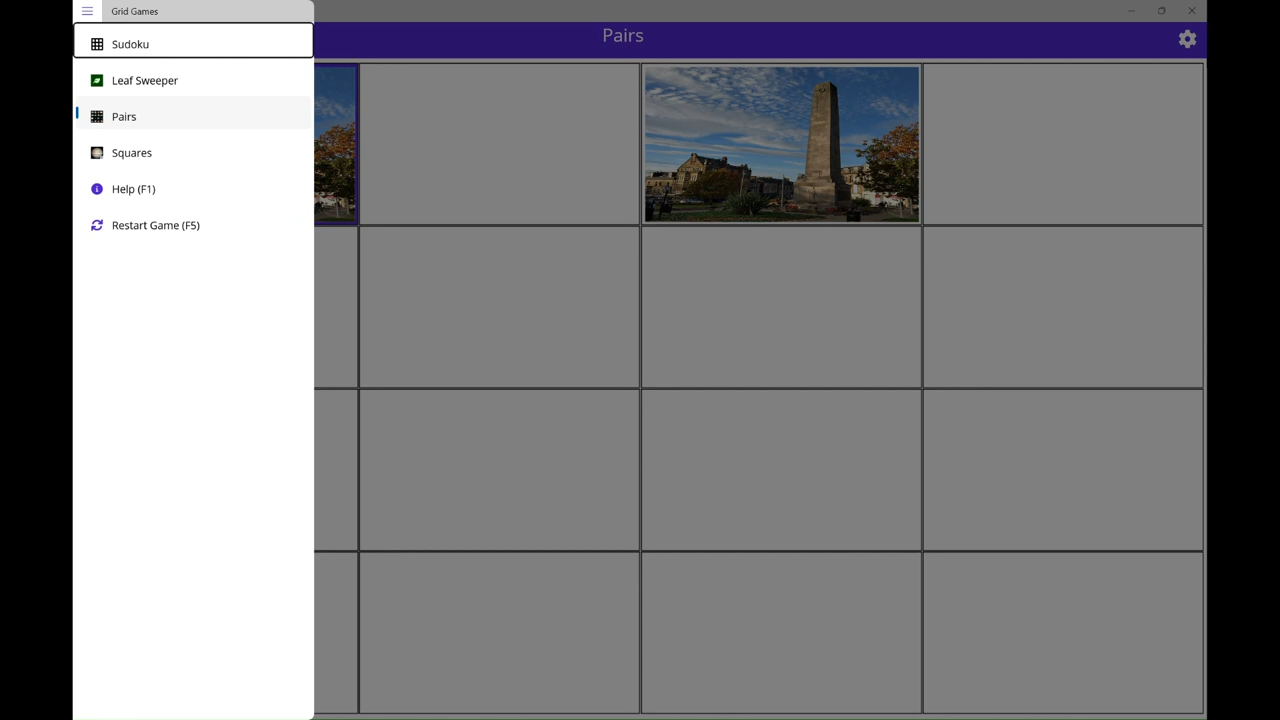 Grid Games
Pairs
Sudoku
Leaf Sweeper
Pairs
Squares
Help (F1)
Restart Game (F5)